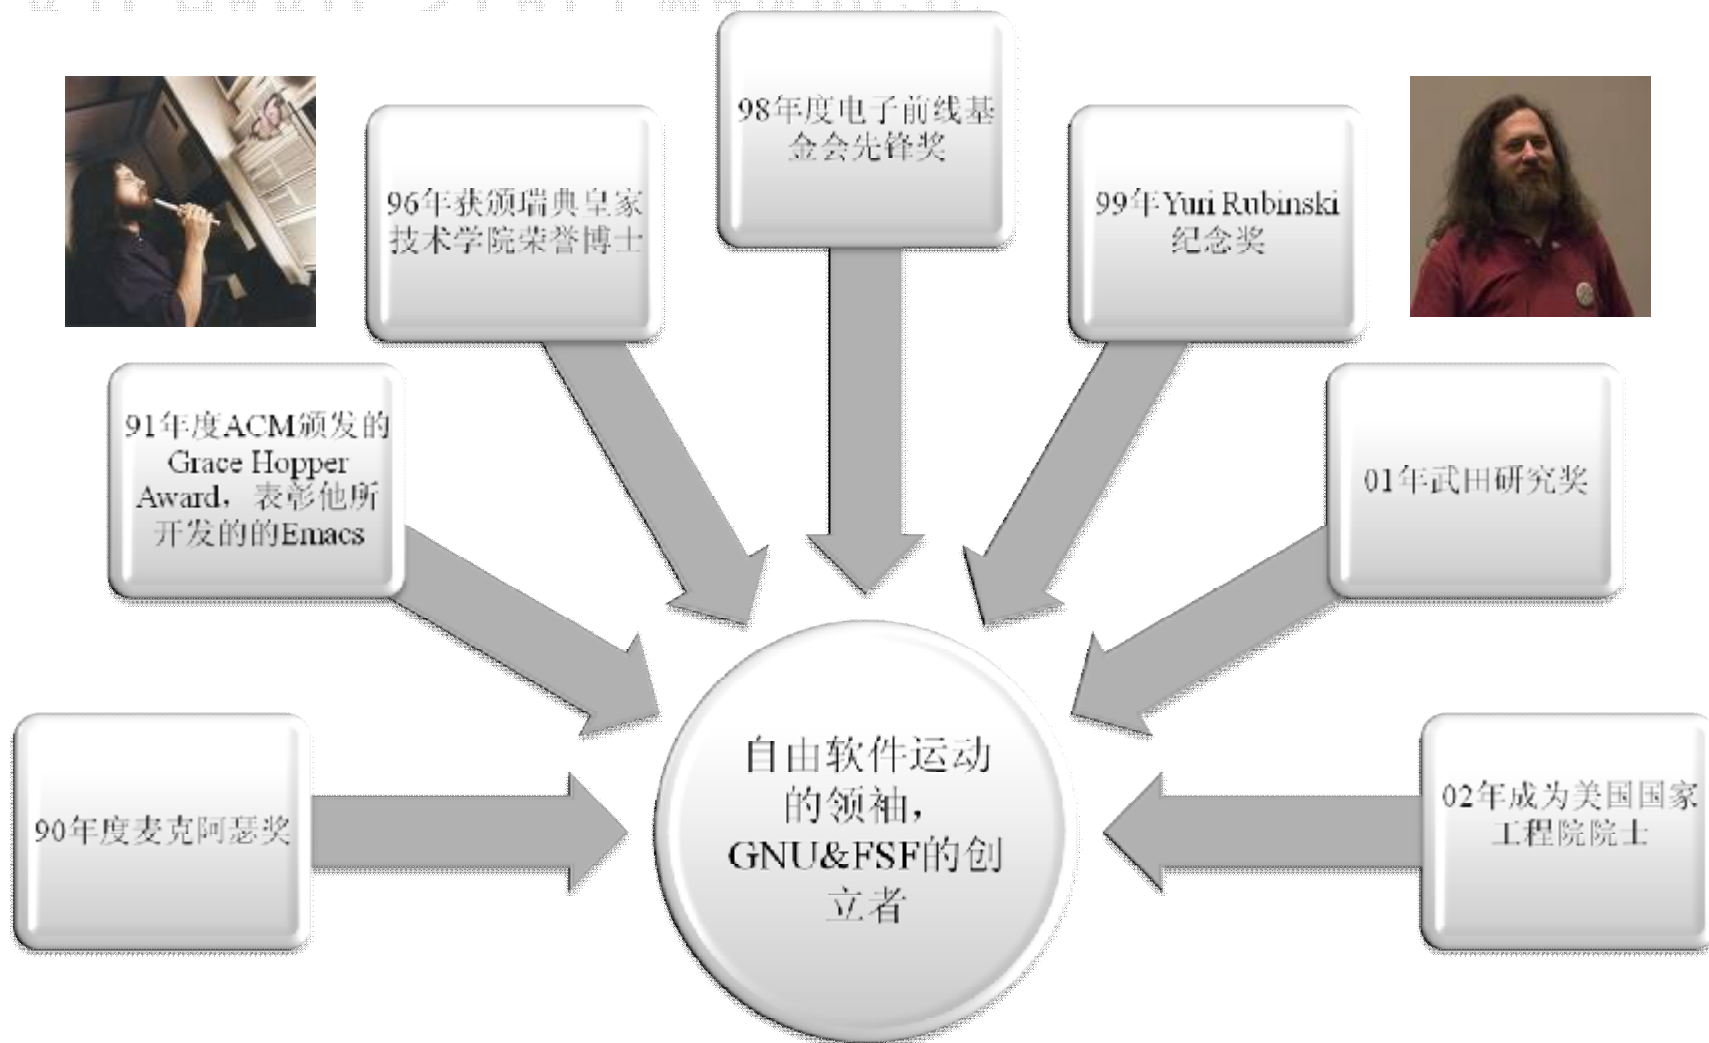 98年度电子前线基
金会先锋奖
96年获颁瑞典皇家
技术学院荣誉博士
99年Yuri Rubinski
纪念奖
91年度ACM颁发的
Grace Hopper
Award，表彰他所
开发的的Emacs
01年武田研究奖
90年度麦克阿瑟奖
自由软件运动
的领袖，
GNU&FSF的创
立者
02年成为美国国家
工程院院士